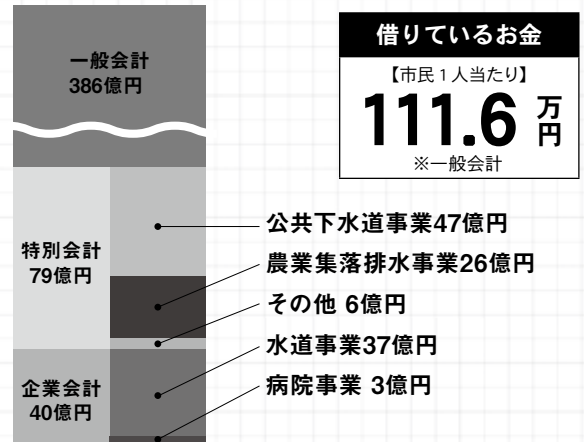 一般会計
386億円
借りているお金
【市民1人当たり】
111.6万円
※一般会計
特別会計
79億円
公共下水道事業47億円
農業集落排水事業26億円
その他 6億円
企業会計
40億円
水道事業37億円
病院事業 3億円